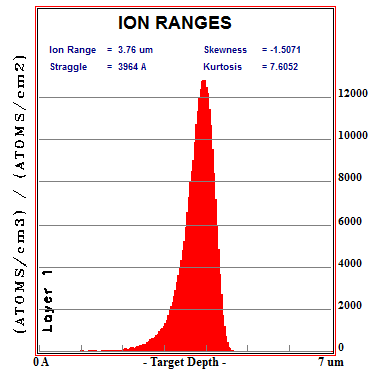 ION RANGES
Ion Range = 3.76 um Skewness = -1.5071
Straggle = 3964 A Kurtosis = 7.6052
(ATOMS/cm3) / (ATOMS/cm2)
Layer 1
12000
10000
8000
6000
4000
2000
0
0 A - Target Depth - 7 um